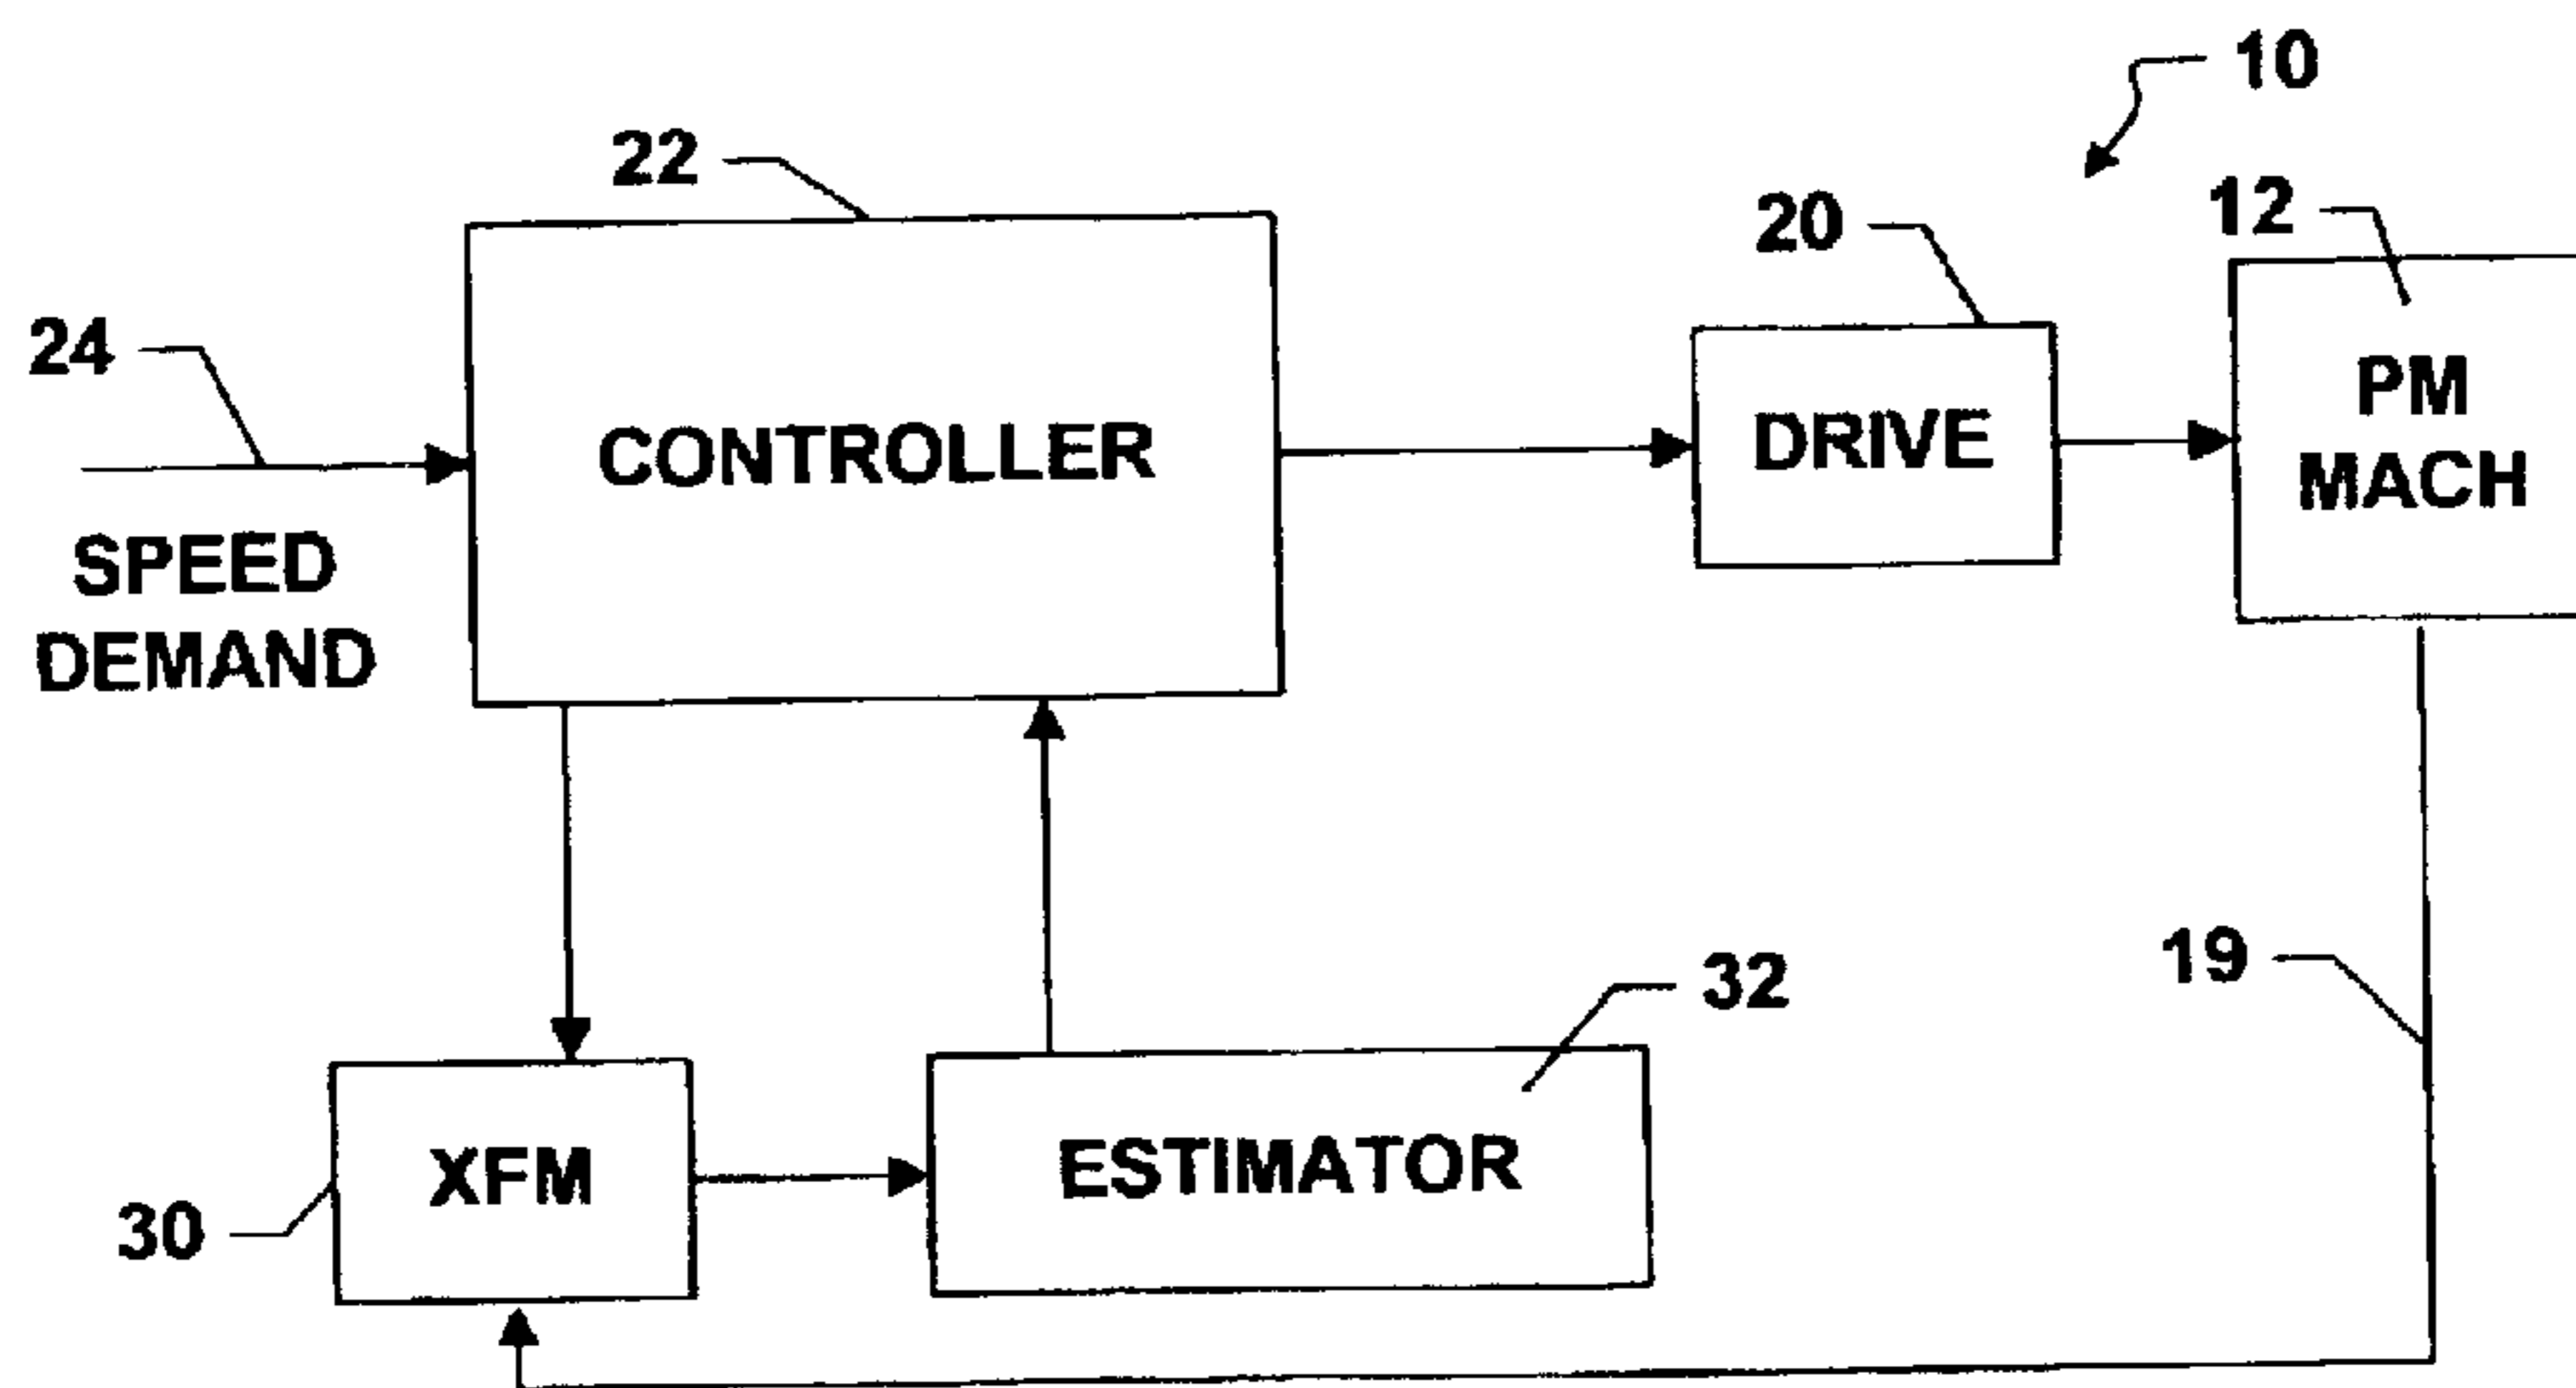 10
22
20
12
24
CONTROLLER
DRIVE
PM
MACH
SPEED
DEMAND
19
32
XFM
ESTIMATOR
30